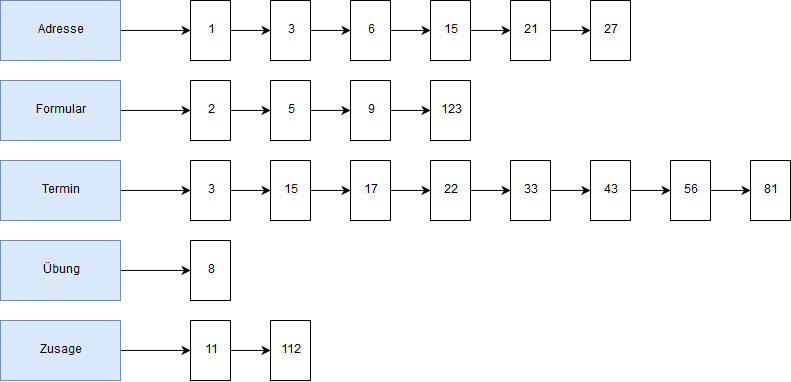 Adresse 1 3 6 15 21 27
Formular 2 5 9 123
Termin 3 15 17 22 33 43 56 81
Übung 8
Zusage 11 112